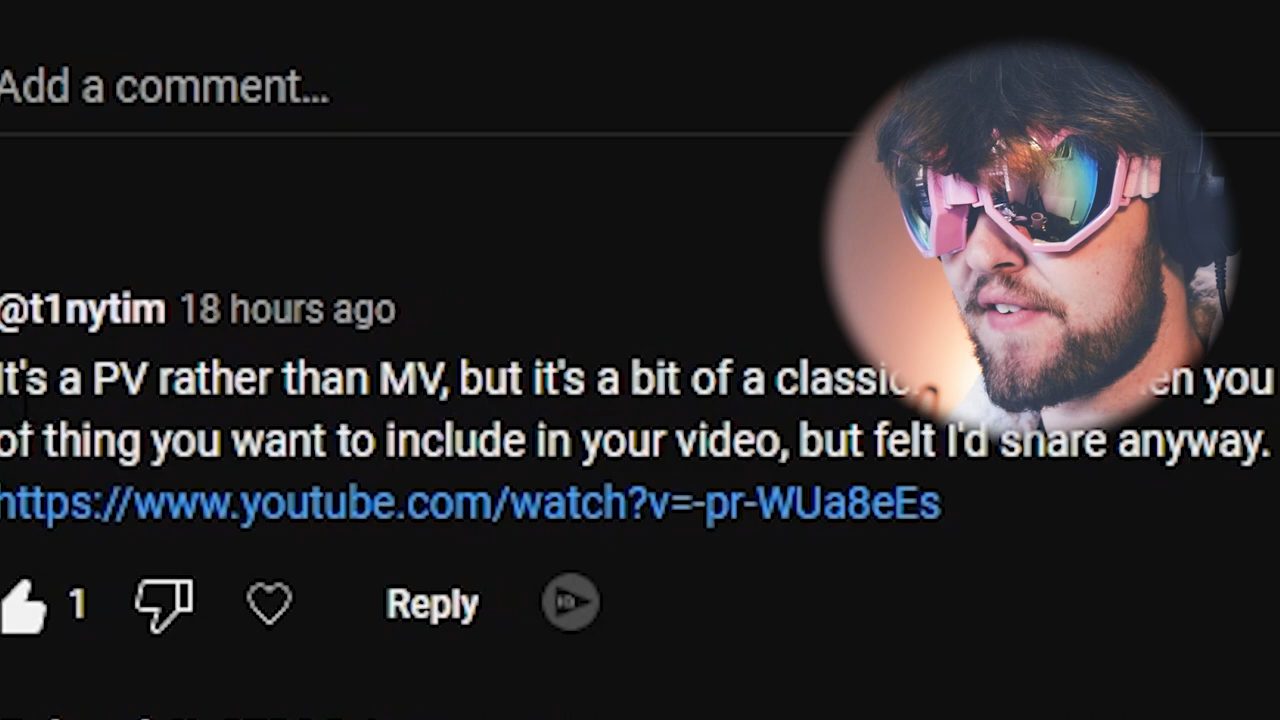 Add a comment...
@t1nytim 18 hours ago
It's a PV rather than MV, but it's a bit of a classic. you
of thing you want to include in your video, but felt I'd share anyway.
https://www.youtube.com/watch?v=-pr-WUa8eEs
1 Reply